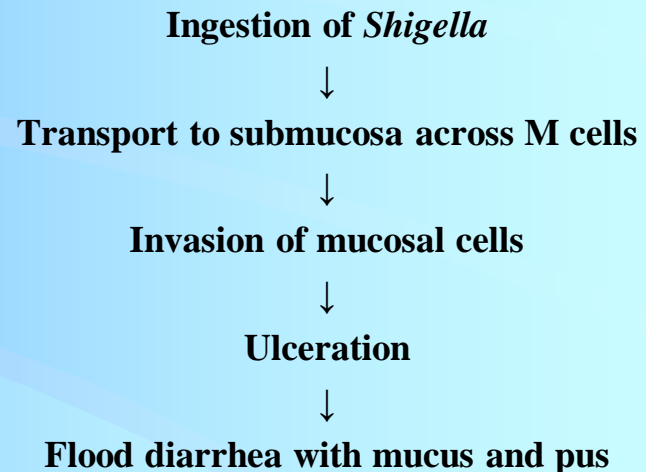 Ingestion of Shigella
↓
Transport to submucosa across M cells
↓
Invasion of mucosal cells
↓
Ulceration
↓
Flood diarrhea with mucus and pus